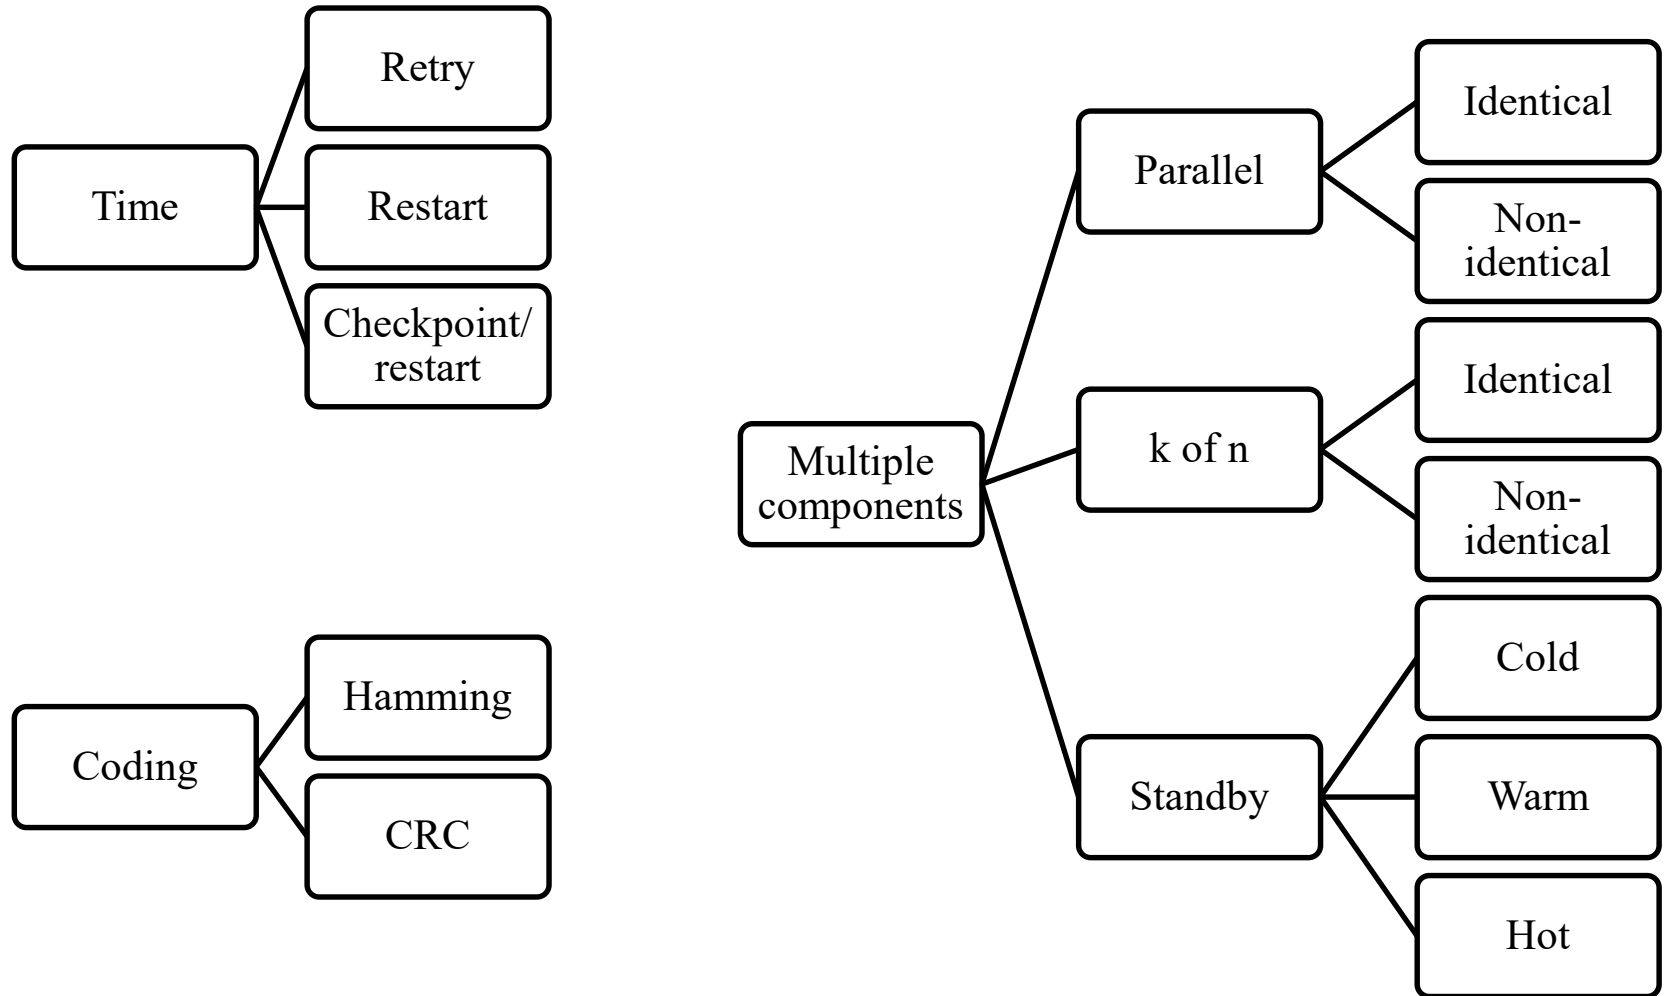 Time
Retry
Restart
Checkpoint/
restart
Coding
Hamming
CRC
Multiple
components
Parallel
Identical
Non-
identical
k of n
Identical
Non-
identical
Standby
Cold
Warm
Hot